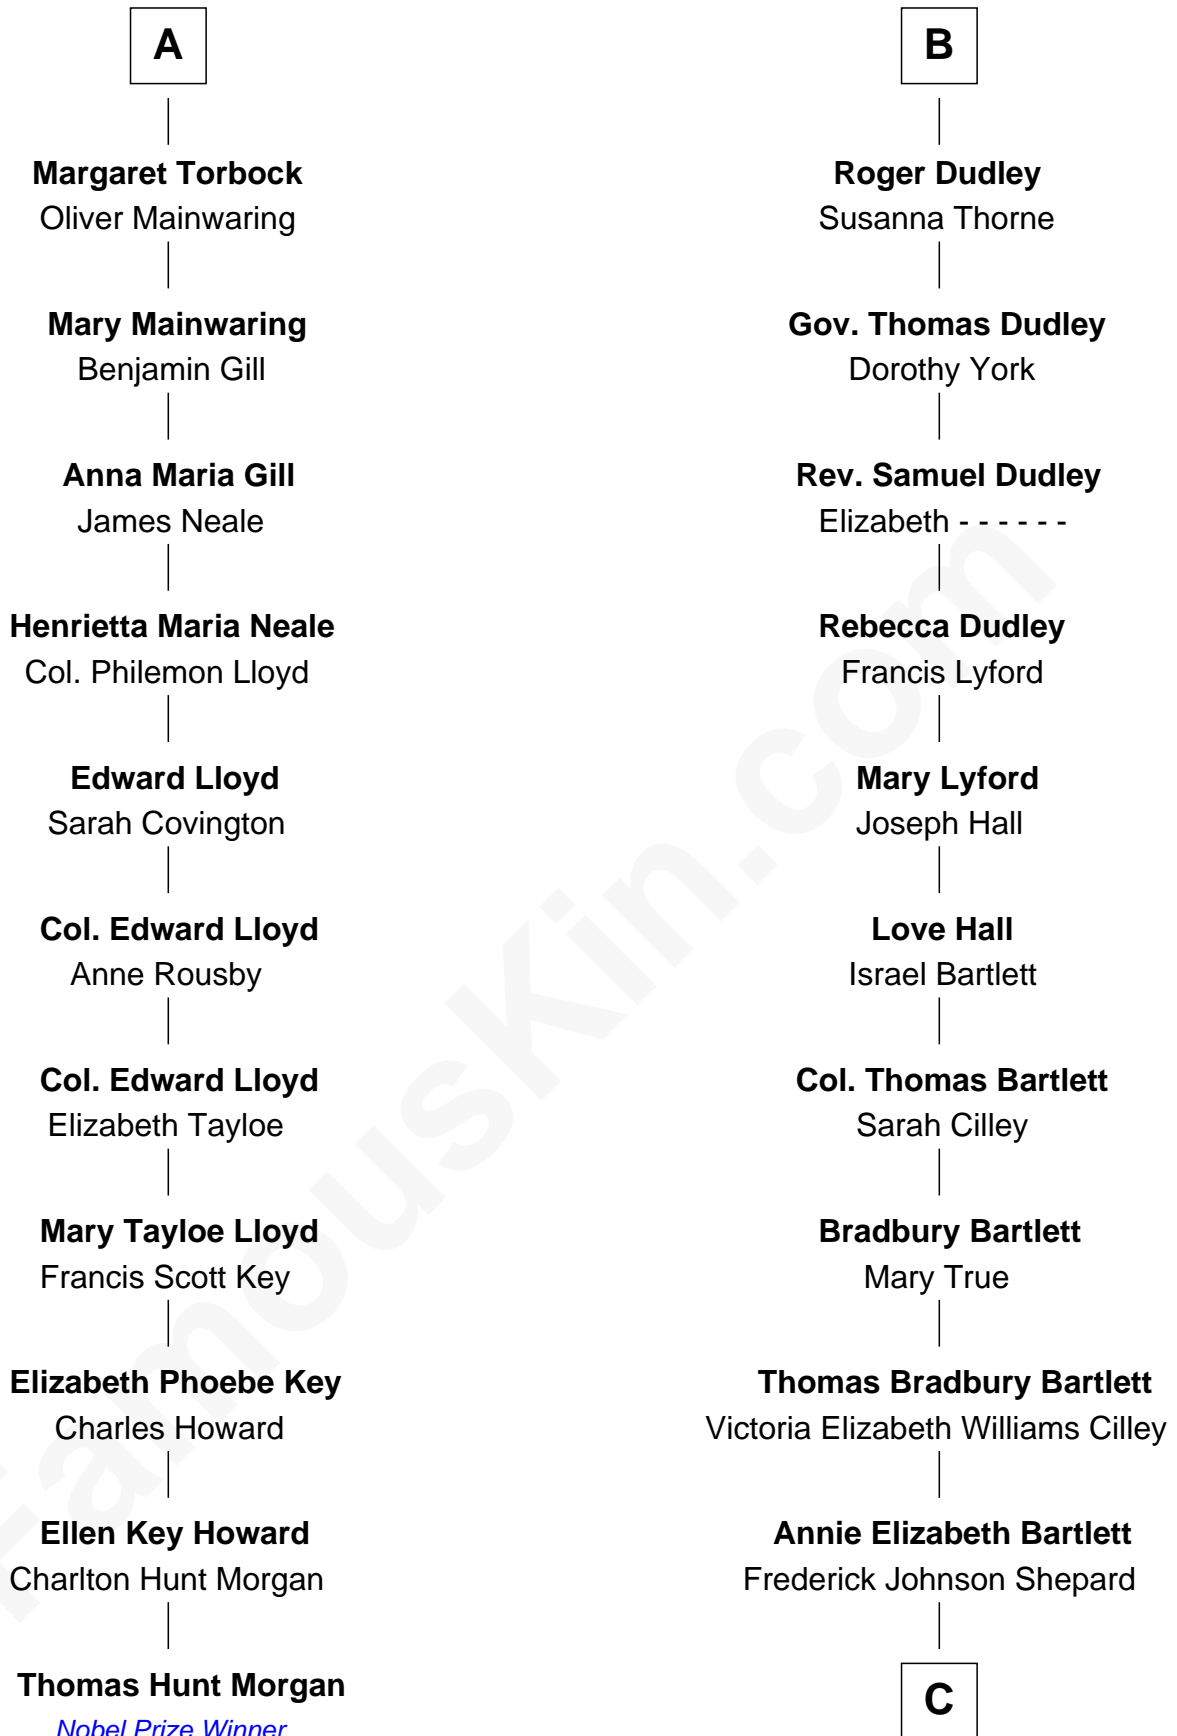 A
Margaret Torbock
Oliver Mainwaring
Mary Mainwaring
Benjamin Gill
Anna Maria Gill
James Neale
Henrietta Maria Neale
Col. Philemon Lloyd
Edward Lloyd
Sarah Covington
Col. Edward Lloyd
Anne Rousby
Col. Edward Lloyd
Elizabeth Tayloe
Mary Tayloe Lloyd
Francis Scott Key
Elizabeth Phoebe Key
Charles Howard
Ellen Key Howard
Charlton Hunt Morgan
Thomas Hunt Morgan
Nobel Prize Winner
B
Roger Dudley
Susanna Thorne
Gov. Thomas Dudley
Dorothy York
Rev. Samuel Dudley
Elizabeth - - - - - -
Rebecca Dudley
Francis Lyford
Mary Lyford
Joseph Hall
Love Hall
Israel Bartlett
Col. Thomas Bartlett
Sarah Cilley
Bradbury Bartlett
Mary True
Thomas Bradbury Bartlett
Victoria Elizabeth Williams Cilley
Annie Elizabeth Bartlett
Frederick Johnson Shepard
C
FamousKin.com